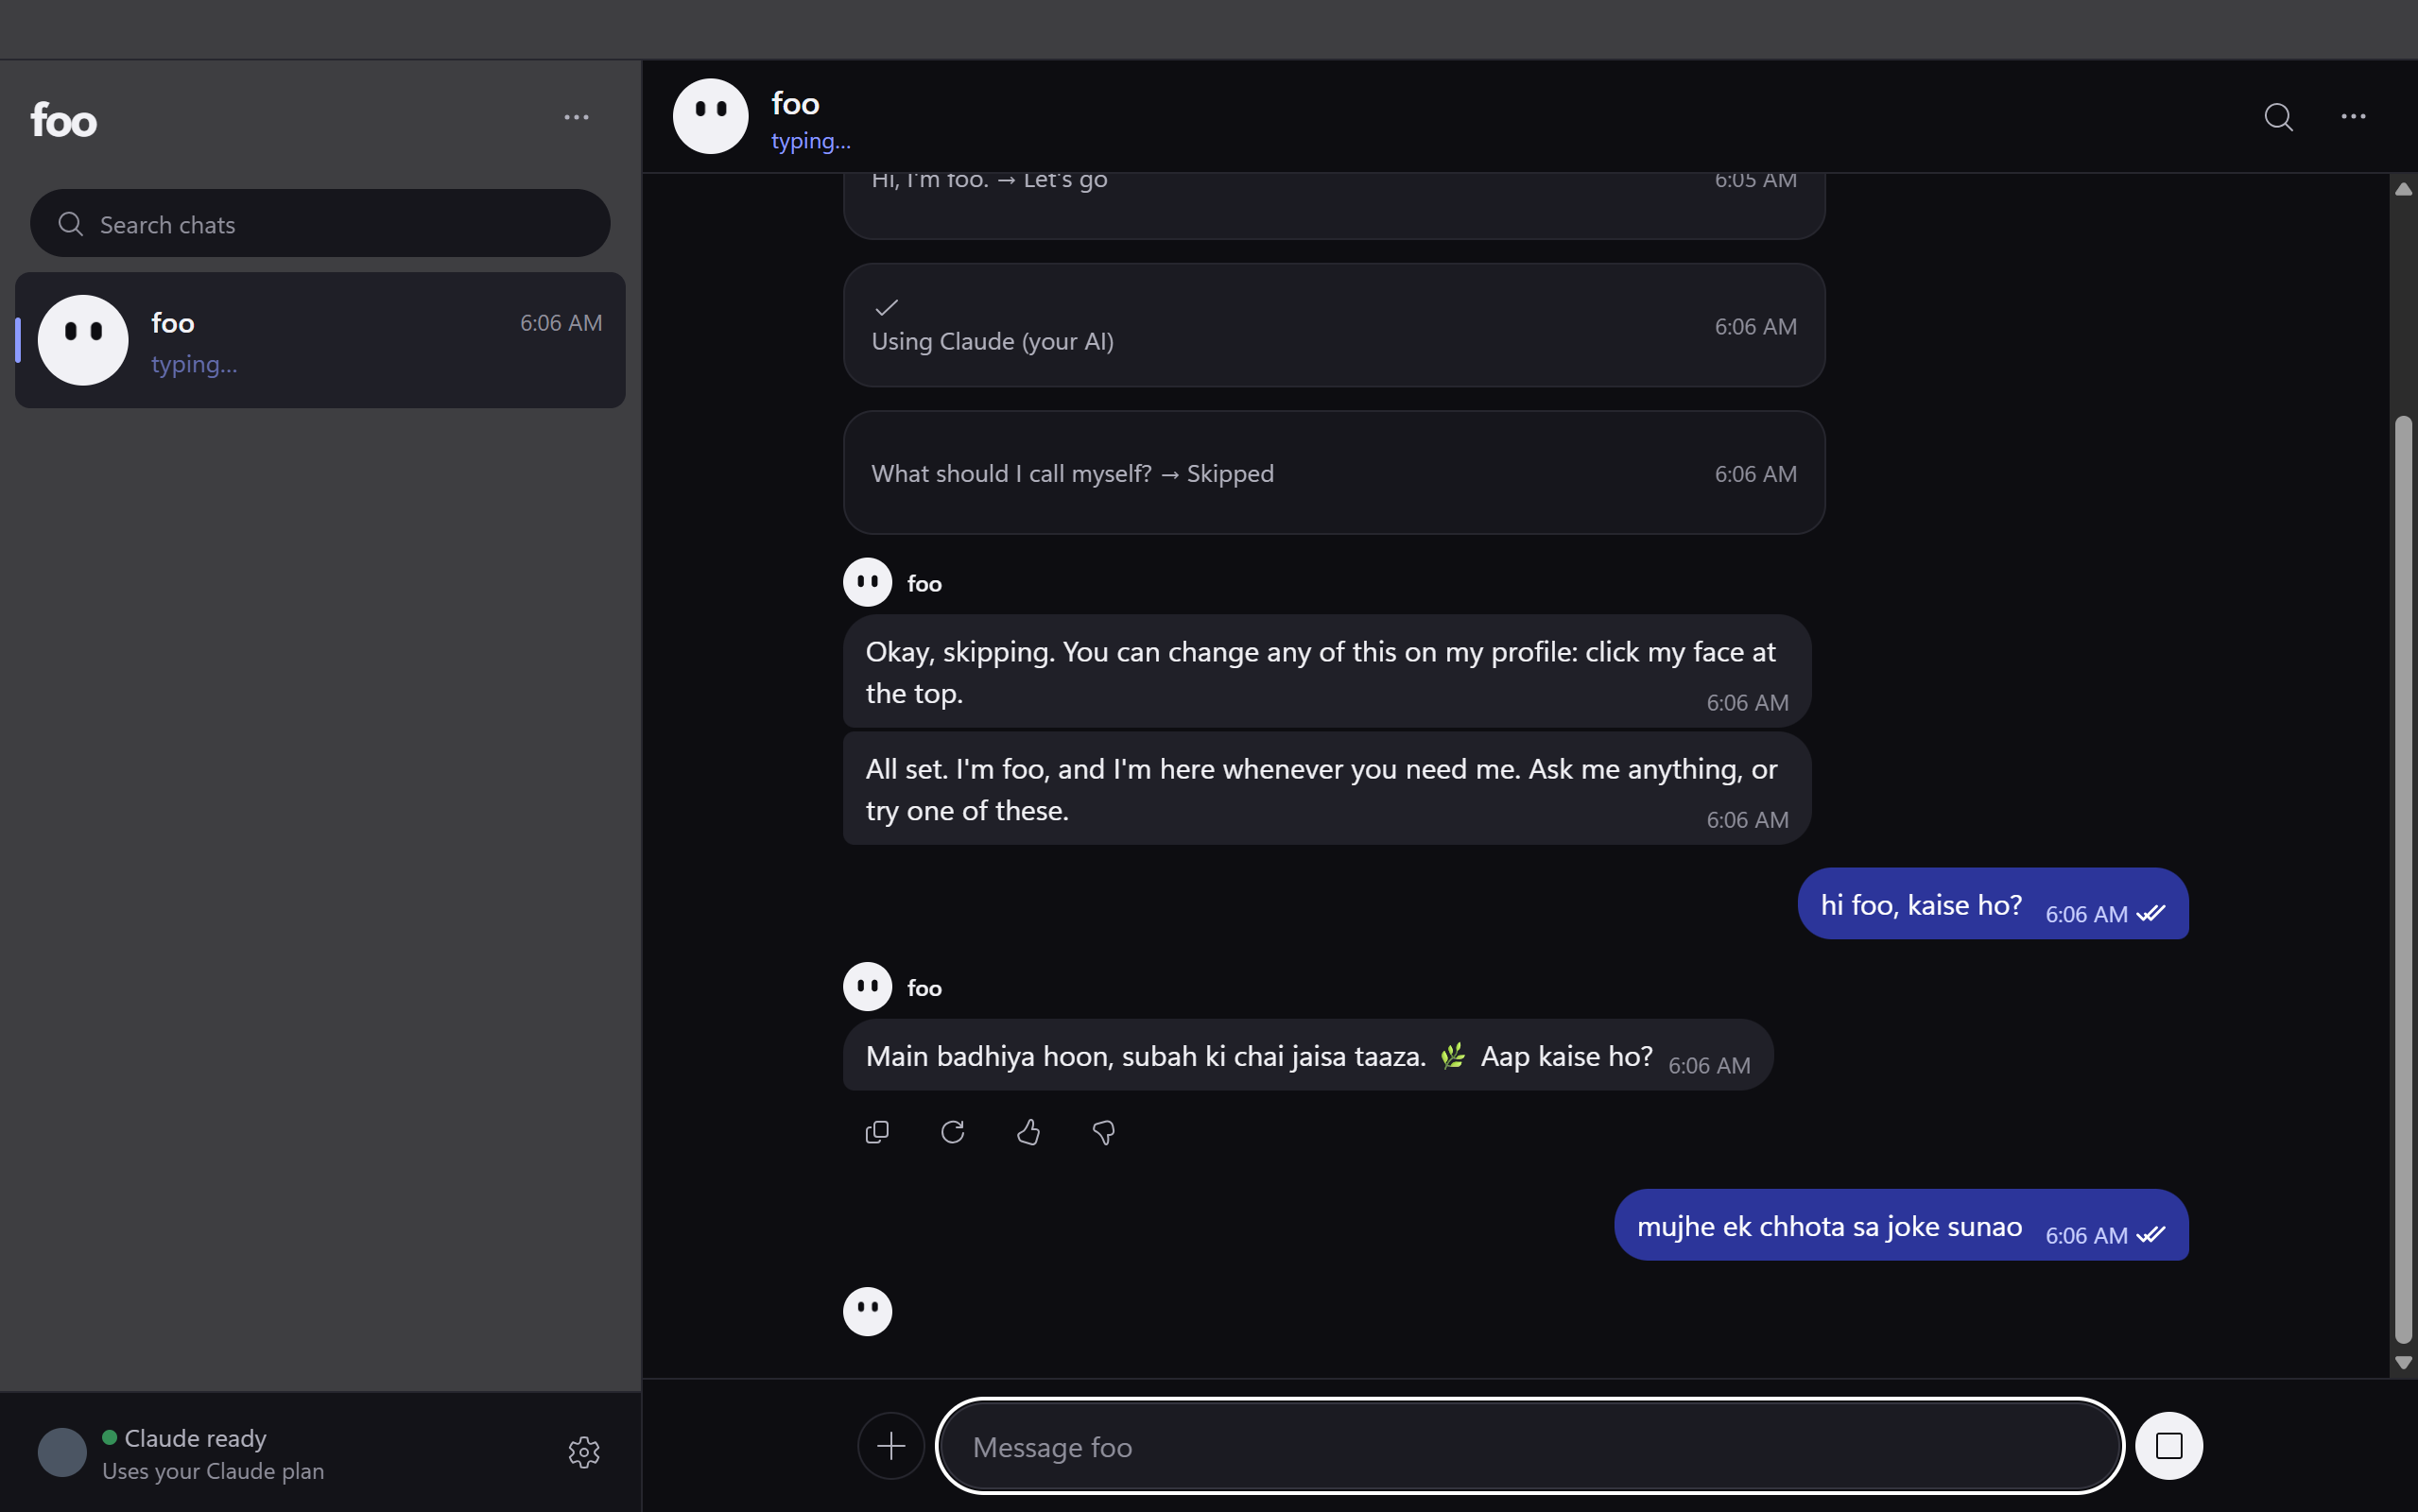 foo
Search chats
foo
6:06 AM
typing...
Claude ready
Uses your Claude plan
foo
typing...
Hi, I'm foo. → Let's go
6:05 AM
Using Claude (your AI)
6:06 AM
What should I call myself? → Skipped
6:06 AM
foo
Okay, skipping. You can change any of this on my profile: click my face at
the top.
6:06 AM
All set. I'm foo, and I'm here whenever you need me. Ask me anything, or
try one of these.
6:06 AM
hi foo, kaise ho? 6:06 AM
foo
Main badhiya hoon, subah ki chai jaisa taaza. 🌿 Aap kaise ho? 6:06 AM
mujhe ek chhota sa joke sunao 6:06 AM
Message foo